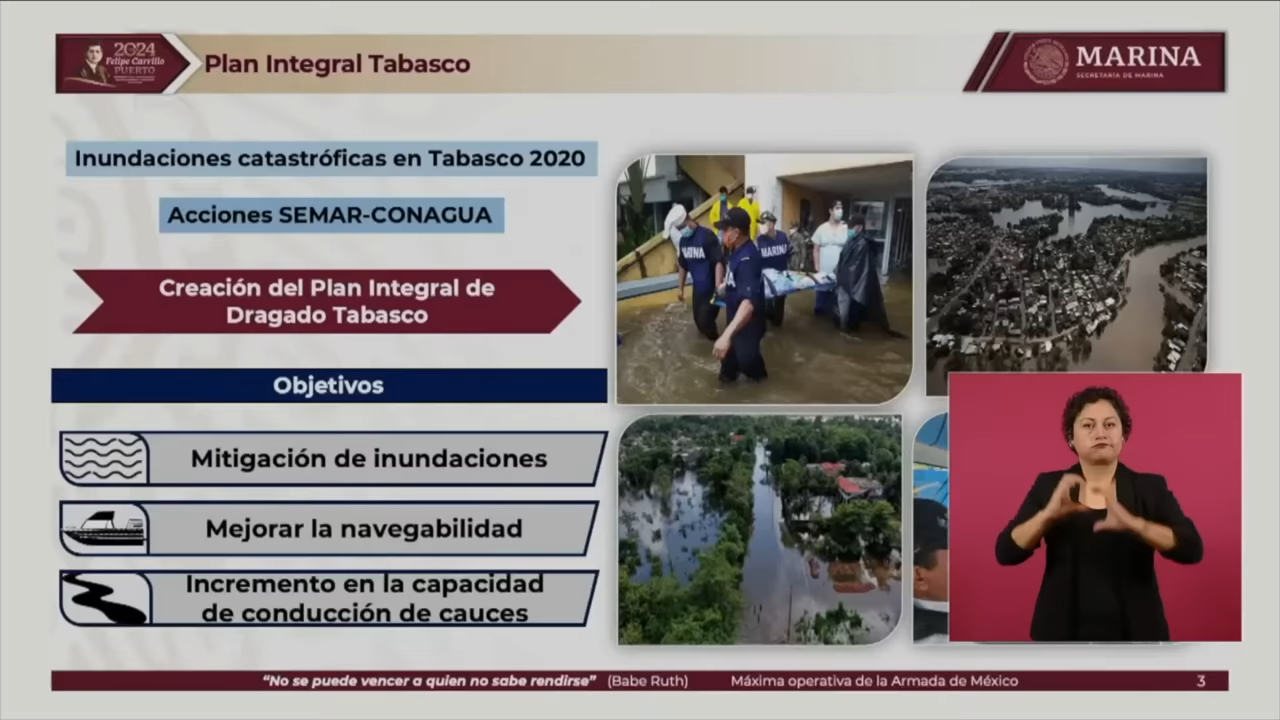 2024
Felipe Carrillo
PUERTO
Plan Integral Tabasco
MARINA
SECRETARÍA DE MARINA
Inundaciones catastróficas en Tabasco 2020
Acciones SEMAR-CONAGUA
Creación del Plan Integral de
Dragado Tabasco
Objetivos
Mitigación de inundaciones
Mejorar la navegabilidad
Incremento en la capacidad
de conducción de cauces
MARINA
“No se puede vencer a quien no sabe rendirse” (Babe Ruth) Máxima operativa de la Armada de México 3